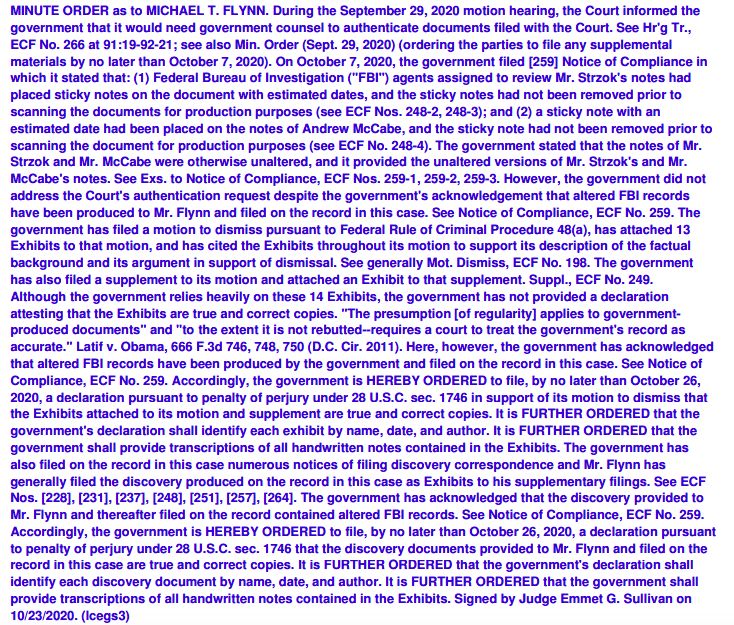 MINUTE ORDER as to MICHAEL T. FLYNN. During the September 29, 2020 motion hearing, the Court informed the
government that it would need government counsel to authenticate documents filed with the Court. See Hr'g Tr.,
ECF No. 266 at 91:19-92-21; see also Min. Order (Sept. 29, 2020) (ordering the parties to file any supplemental
materials by no later than October 7, 2020). On October 7, 2020, the government filed [259] Notice of Compliance in
which it stated that: (1) Federal Bureau of Investigation ("FBI") agents assigned to review Mr. Strzok's notes had
placed sticky notes on the document with estimated dates, and the sticky notes had not been removed prior to
scanning the documents for production purposes (see ECF Nos. 248-2, 248-3); and (2) a sticky note with an
estimated date had been placed on the notes of Andrew McCabe, and the sticky note had not been removed prior to
scanning the document for production purposes (see ECF No. 248-4). The government stated that the notes of Mr.
Strzok and Mr. McCabe were otherwise unaltered, and it provided the unaltered versions of Mr. Strzok's and Mr.
McCabe's notes. See Exs. to Notice of Compliance, ECF Nos. 259-1, 259-2, 259-3. However, the government did not
address the Court's authentication request despite the government's acknowledgement that altered FBI records
have been produced to Mr. Flynn and filed on the record in this case. See Notice of Compliance, ECF No. 259. The
government has filed a motion to dismiss pursuant to Federal Rule of Criminal Procedure 48(a), has attached 13
Exhibits to that motion, and has cited the Exhibits throughout its motion to support its description of the factual
background and its argument in support of dismissal. See generally Mot. Dismiss, ECF No. 198. The government
has also filed a supplement to its motion and attached an Exhibit to that supplement. Suppl., ECF No. 249.
Although the government relies heavily on these 14 Exhibits, the government has not provided a declaration
attesting that the Exhibits are true and correct copies. "The presumption [of regularity] applies to government-
produced documents" and "to the extent it is not rebutted--requires a court to treat the government's record as
accurate." Latif v. Obama, 666 F.3d 746, 748, 750 (D.C. Cir. 2011). Here, however, the government has acknowledged
that altered FBI records have been produced by the government and filed on the record in this case. See Notice of
Compliance, ECF No. 259. Accordingly, the government is HEREBY ORDERED to file, by no later than October 26,
2020, a declaration pursuant to penalty of perjury under 28 U.S.C. sec. 1746 in support of its motion to dismiss that
the Exhibits attached to its motion and supplement are true and correct copies. It is FURTHER ORDERED that the
government's declaration shall identify each exhibit by name, date, and author. It is FURTHER ORDERED that the
government shall provide transcriptions of all handwritten notes contained in the Exhibits. The government has
also filed on the record in this case numerous notices of filing discovery correspondence and Mr. Flynn has
generally filed the discovery produced on the record in this case as Exhibits to his supplementary filings. See ECF
Nos. [228], [231], [237], [248], [251], [257], [264]. The government has acknowledged that the discovery provided to
Mr. Flynn and thereafter filed on the record contained altered FBI records. See Notice of Compliance, ECF No. 259.
Accordingly, the government is HEREBY ORDERED to file, by no later than October 26, 2020, a declaration pursuant
to penalty of perjury under 28 U.S.C. sec. 1746 that the discovery documents provided to Mr. Flynn and filed on the
record in this case are true and correct copies. It is FURTHER ORDERED that the government's declaration shall
identify each discovery document by name, date, and author. It is FURTHER ORDERED that the government shall
provide transcriptions of all handwritten notes contained in the Exhibits. Signed by Judge Emmet G. Sullivan on
10/23/2020. (lcegs3)